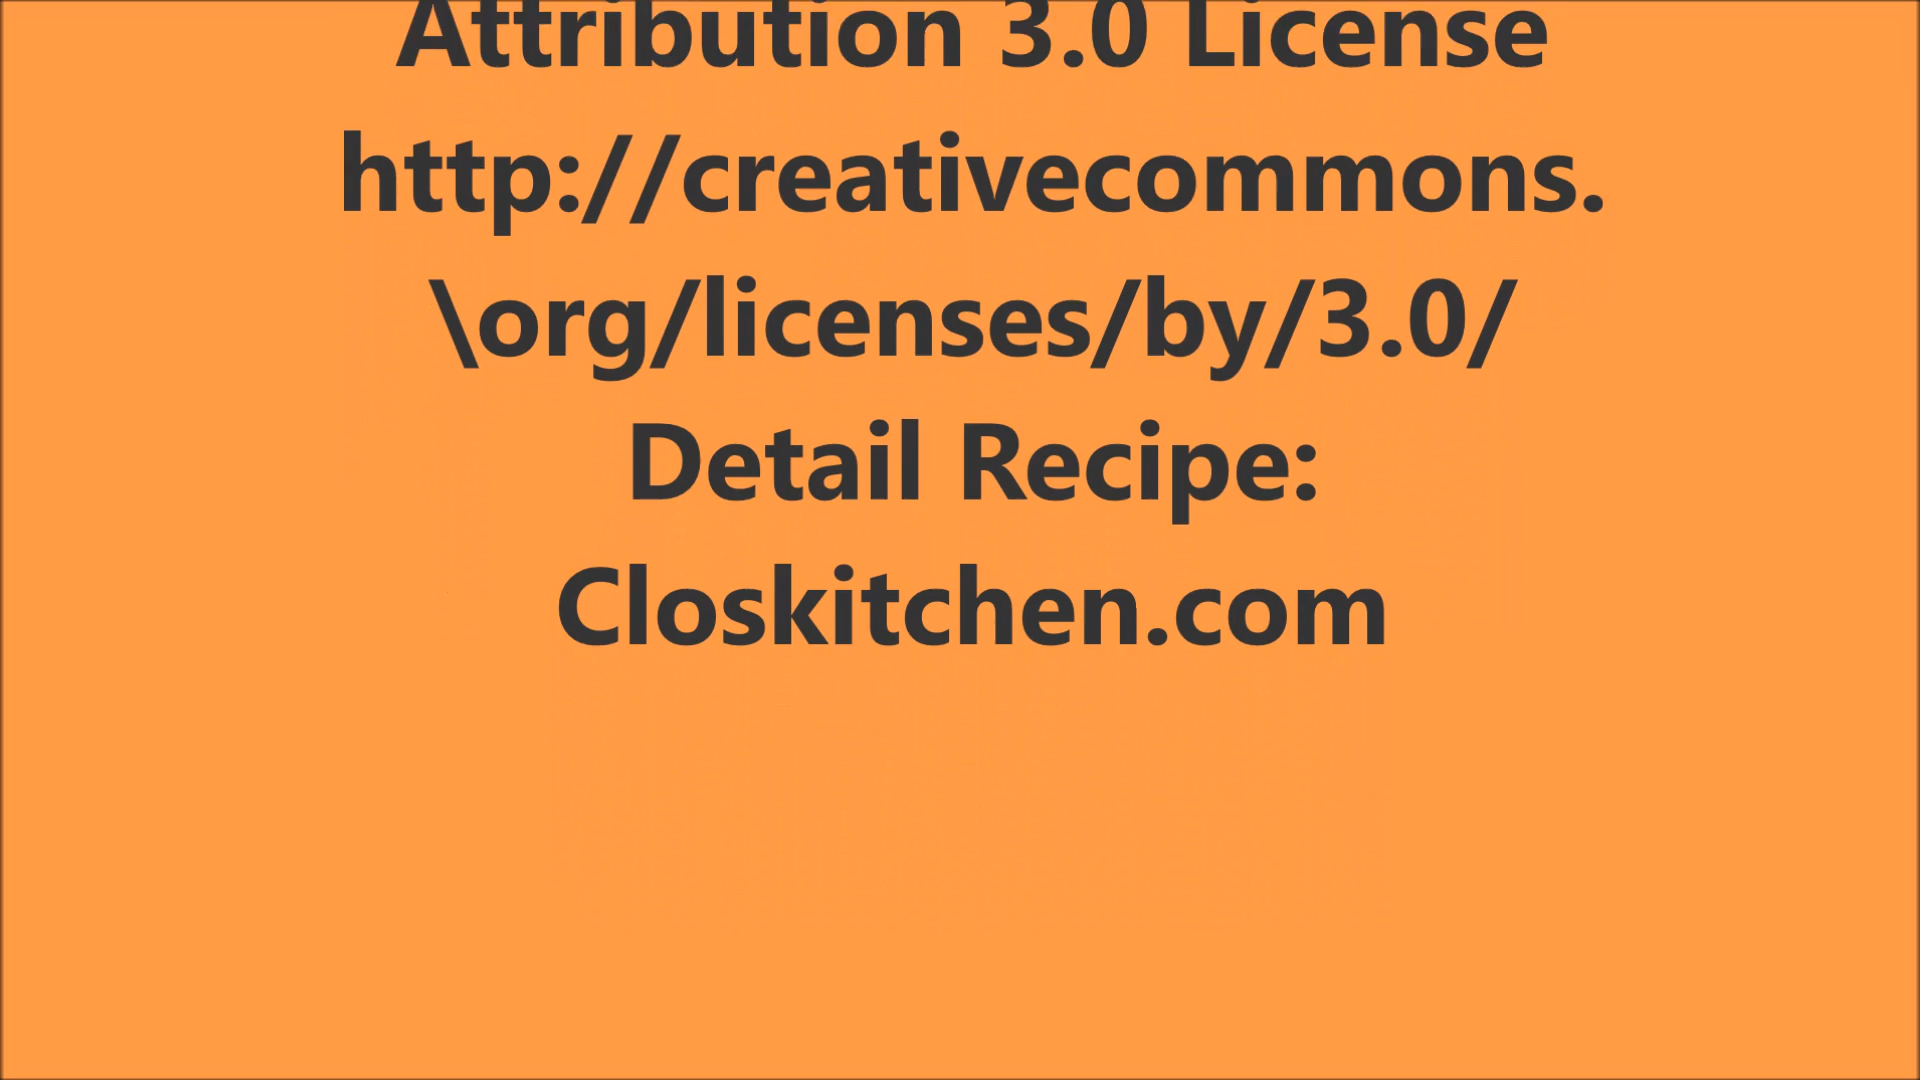 Attribution 3.0 License
http://creativecommons.
\org/licenses/by/3.0/
Detail Recipe:
Closkitchen.com